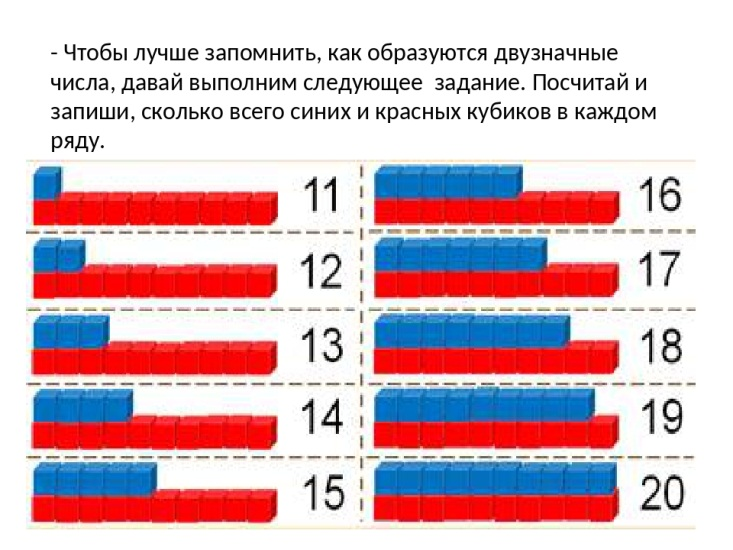 - Чтобы лучше запомнить, как образуются двузначные
числа, давай выполним следующее  задание. Посчитай и
запиши, сколько всего синих и красных кубиков в каждом
ряду.
11
16
12
17
13
18
14
19
15
20